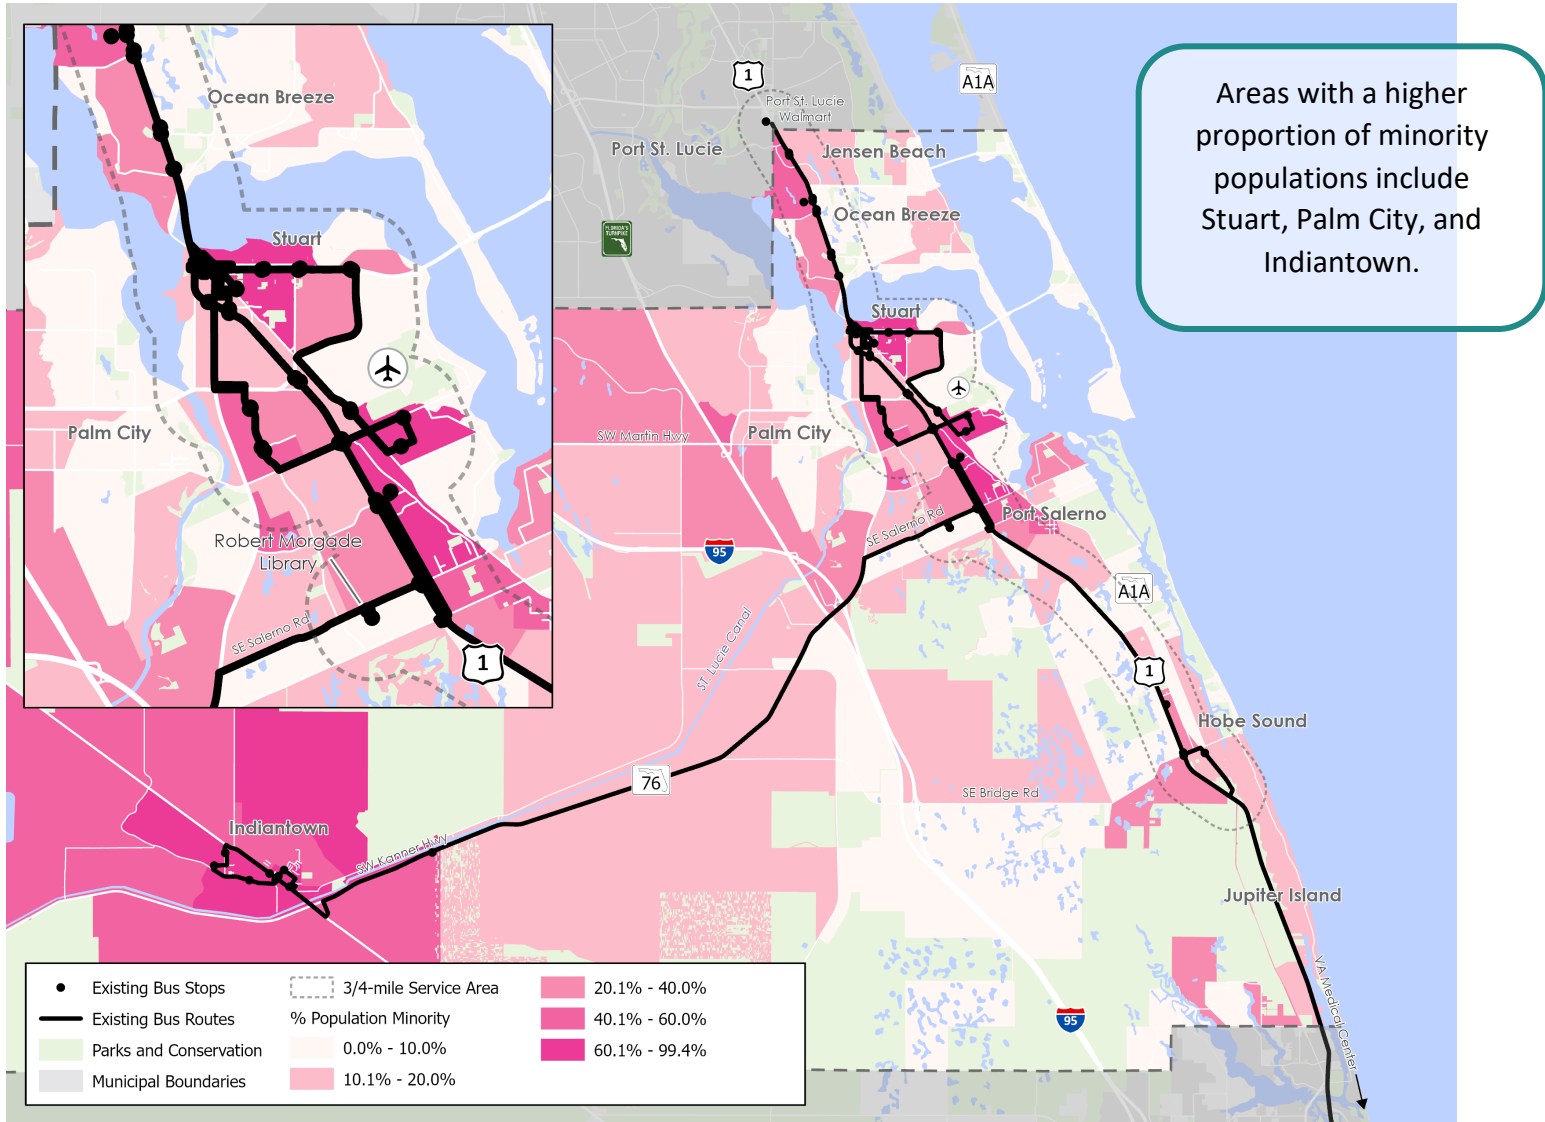 Ocean Breeze
Stuart
Palm City
Robert Morgade
Library
SE Salerno Rd
1
1
A1A
Port St. Lucie
Walmart
Port St. Lucie
Jensen Beach
FLORIDA'S
TURNPIKE
Ocean Breeze
Stuart
SW Martin Hwy
Palm City
95
SE Salerno Rd
Port Salerno
A1A
ST. Lucie Canal
1
Hobe Sound
76
SE Bridge Rd
Indiantown
SW Kanner Hwy
Jupiter Island
VA Medical Center
95
Areas with a higher
proportion of minority
populations include
Stuart, Palm City, and
Indiantown.
Existing Bus Stops
Existing Bus Routes
Parks and Conservation
Municipal Boundaries
3/4-mile Service Area
% Population Minority
0.0% - 10.0%
10.1% - 20.0%
20.1% - 40.0%
40.1% - 60.0%
60.1% - 99.4%